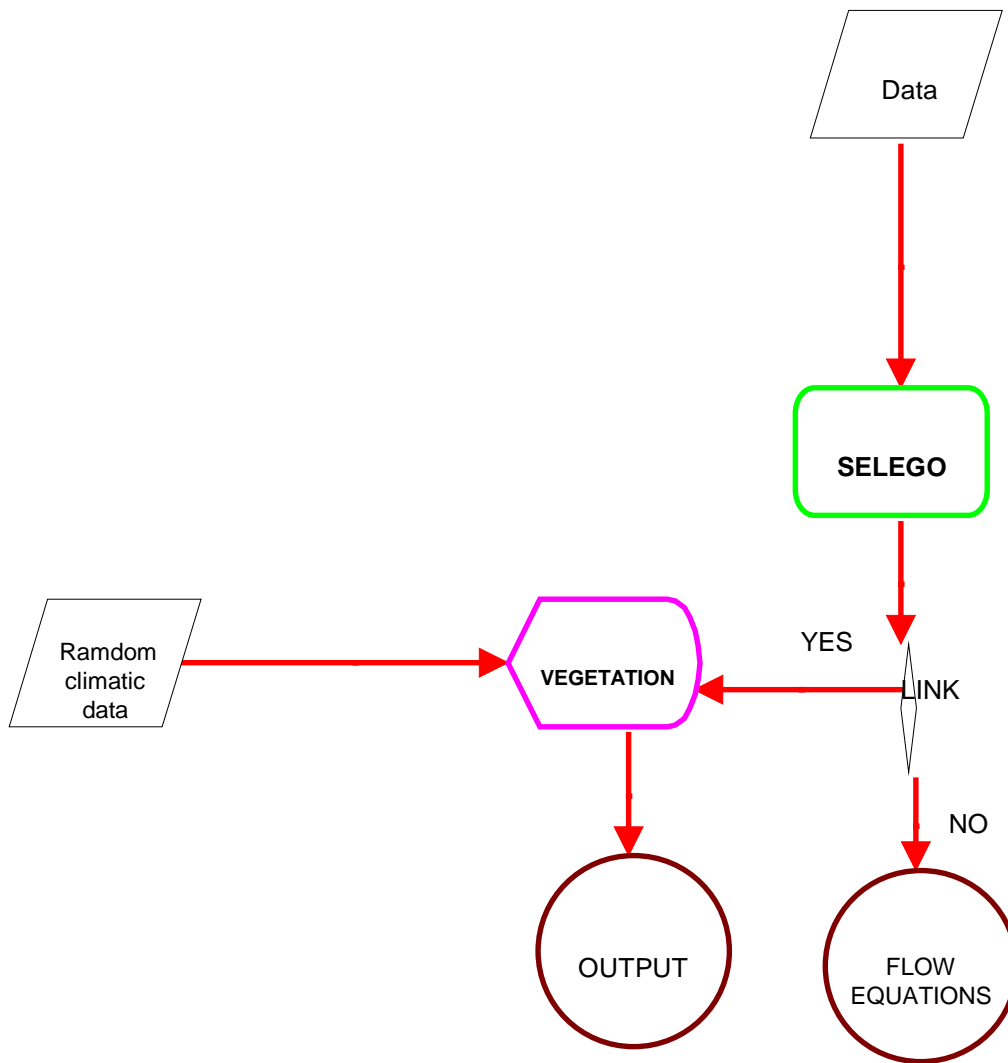 Data
SELEGO
YES
Ramdom
climatic
data
VEGETATION
LINK
NO
OUTPUT
FLOW
EQUATIONS